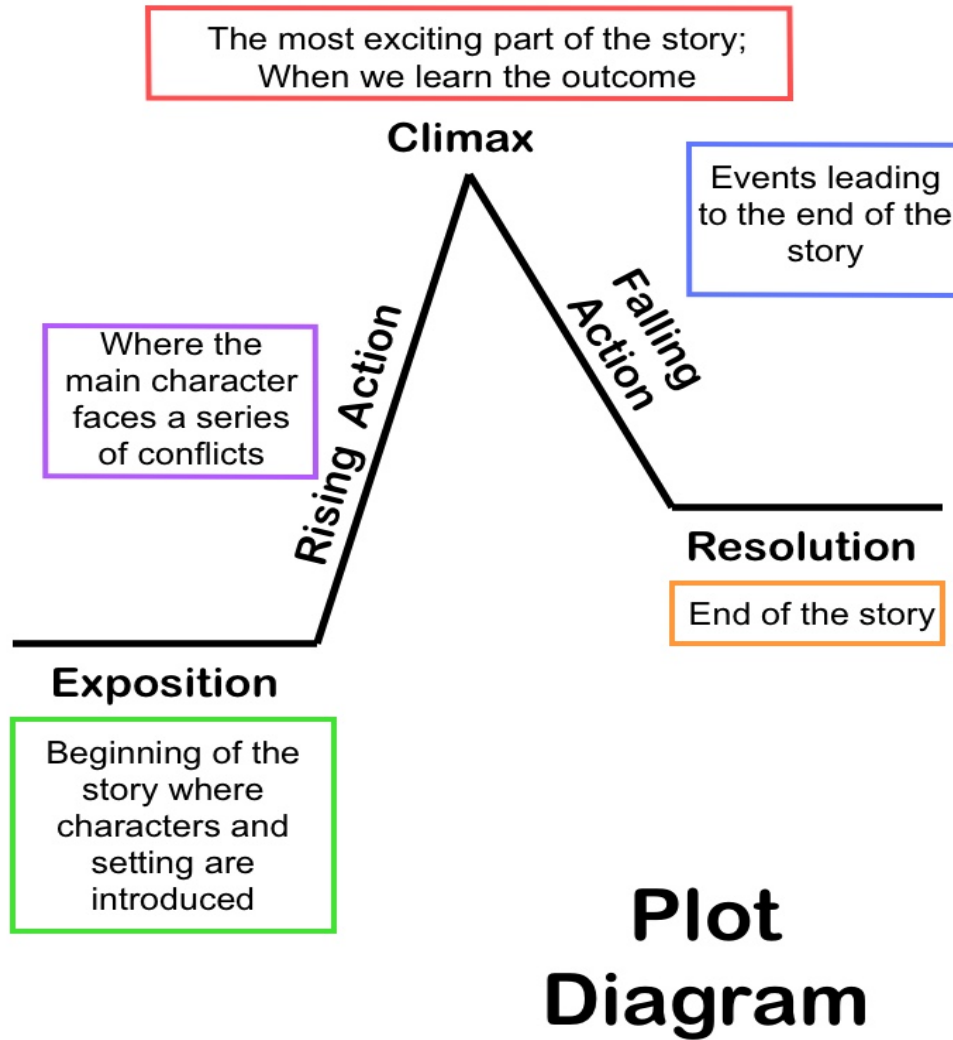 The most exciting part of the story;
When we learn the outcome
Climax
Events leading
to the end of the
story
Falling
Action
Where the
main character
faces a series
of conflicts
Rising Action
Resolution
End of the story
Exposition
Beginning of the
story where
characters and
setting are
introduced
Plot
Diagram